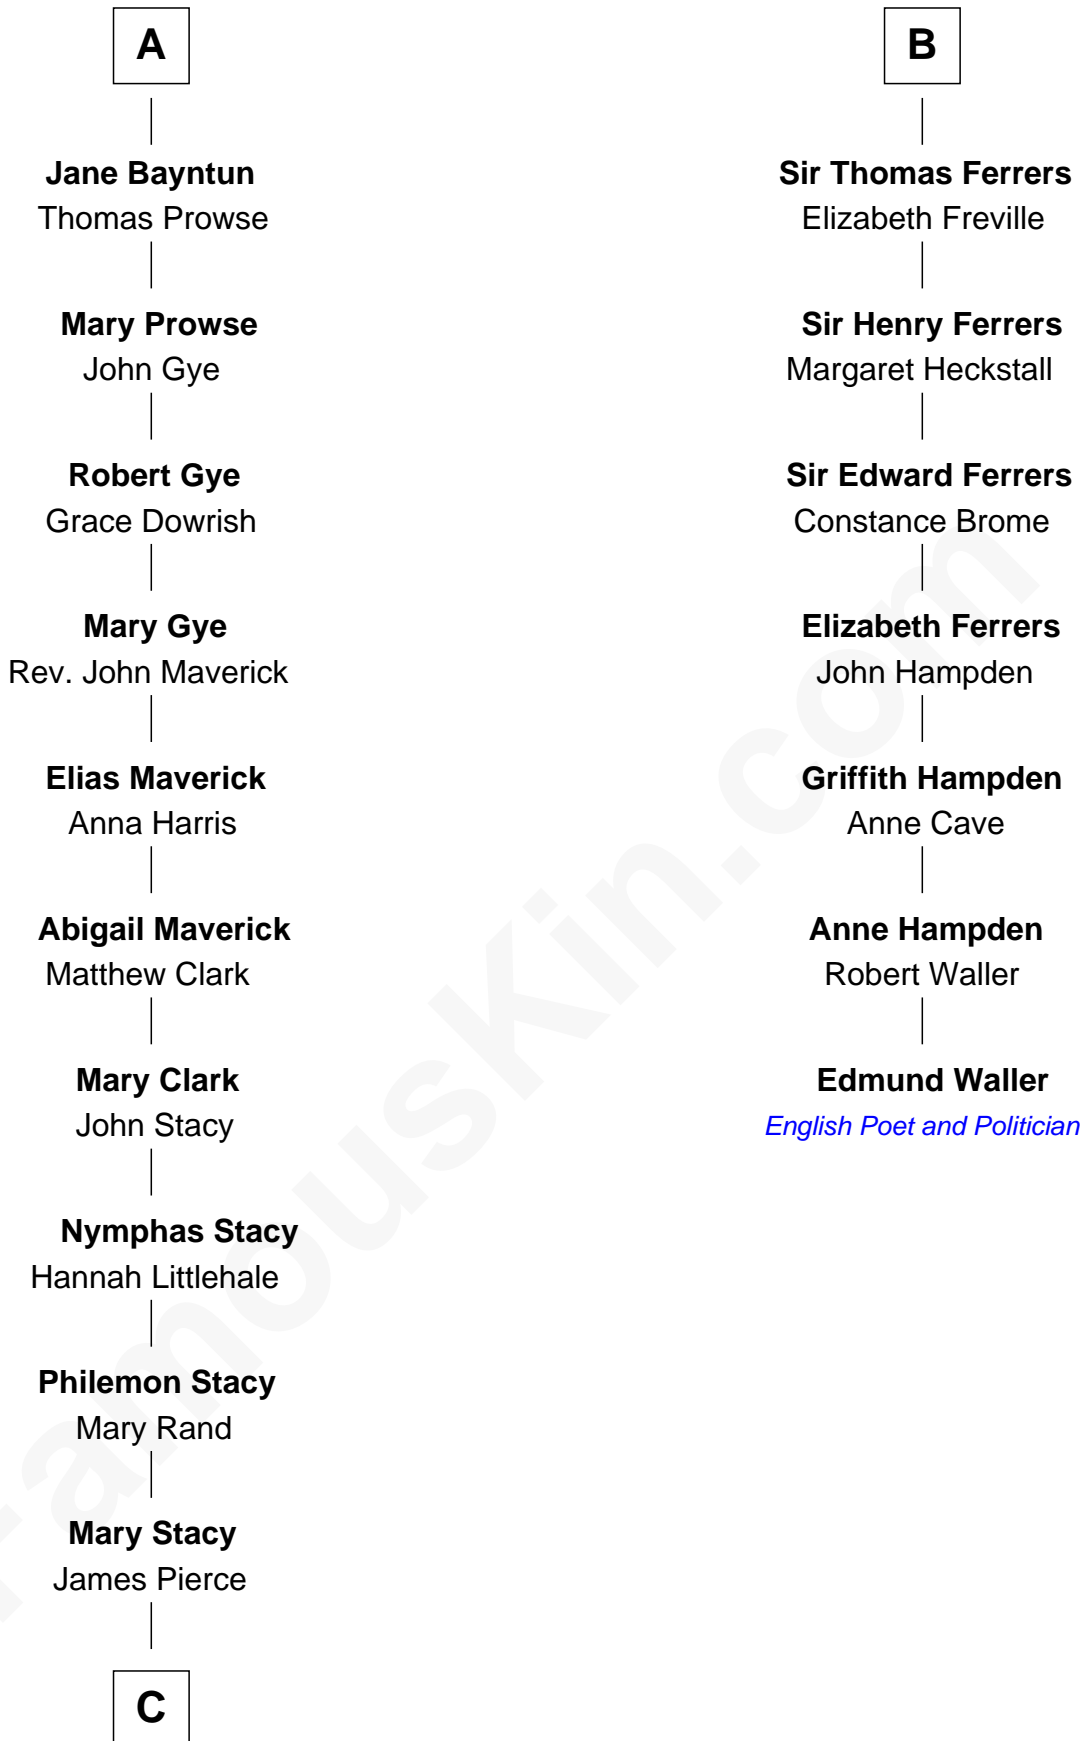 A
Jane Bayntun
Thomas Prowse
Mary Prowse
John Gye
Robert Gye
Grace Dowrish
Mary Gye
Rev. John Maverick
Elias Maverick
Anna Harris
Abigail Maverick
Matthew Clark
Mary Clark
John Stacy
Nymphas Stacy
Hannah Littlehale
Philemon Stacy
Mary Rand
Mary Stacy
James Pierce
C
B
Sir Thomas Ferrers
Elizabeth Freville
Sir Henry Ferrers
Margaret Heckstall
Sir Edward Ferrers
Constance Brome
Elizabeth Ferrers
John Hampden
Griffith Hampden
Anne Cave
Anne Hampden
Robert Waller
Edmund Waller
English Poet and Politician
FamousKin.com